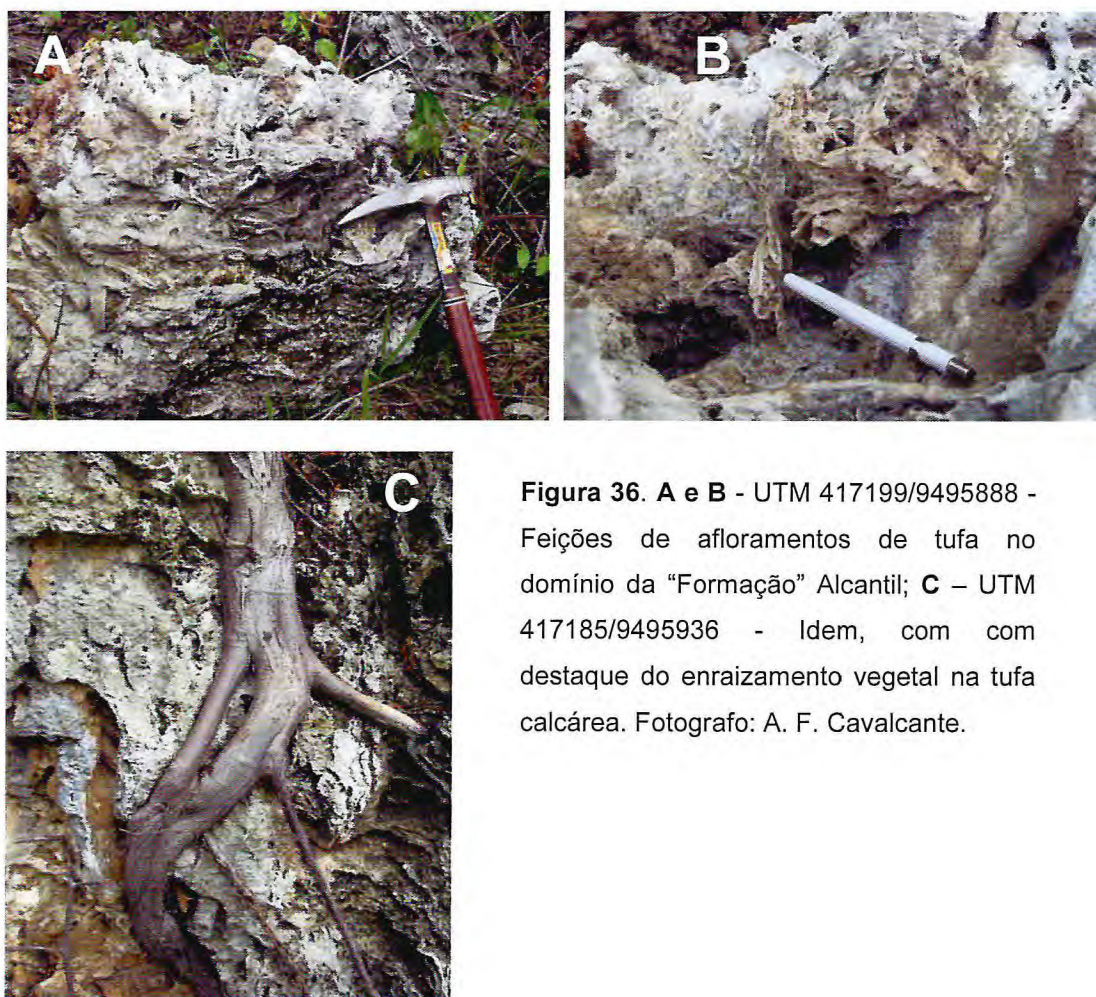 A
B
C
Figura 36. A e B - UTM 417199/9495888 -
Feições de afloramentos de tufa no
domínio da "Formação" Alcantil; C – UTM
417185/9495936 - Idem, com com
destaque do enraizamento vegetal na tufa
calcárea. Fotografo: A. F. Cavalcante.